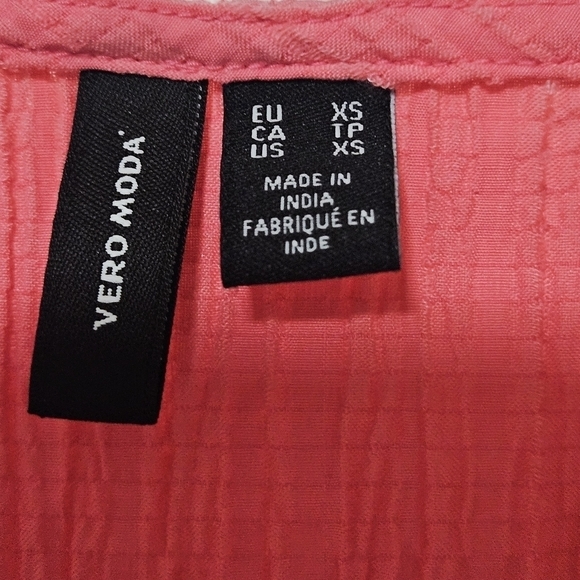 VERO MODA
EU XS
CA TP
US XS
MADE IN
INDIA
FABRIQUÉ EN
INDE